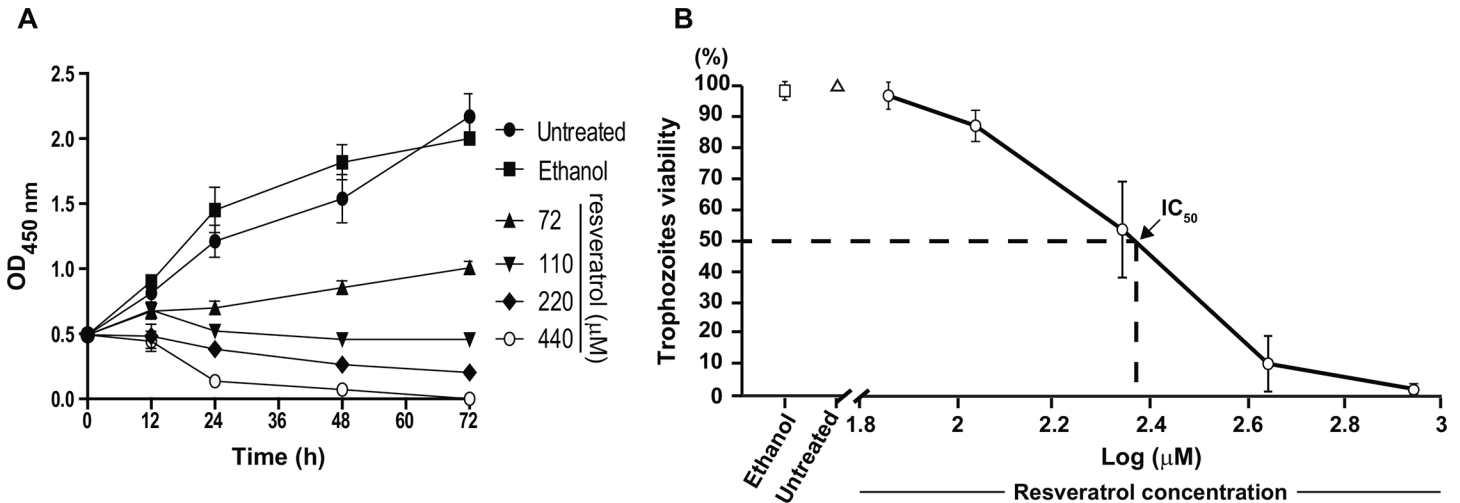 A
2.5
2.0
1.5
1.0
0.5
0.0
OD450 nm
0 12 24 36 48 60 72
Time (h)
Untreated
Ethanol
72
110
220
440
resveratrol (μM)
B
(%)
100
90
80
70
60
50
40
30
20
10
0
Trophozoites viability
IC50
Ethanol
Untreated
1.8 2 2.2 2.4 2.6 2.8 3
Log (μM)
Resveratrol concentration